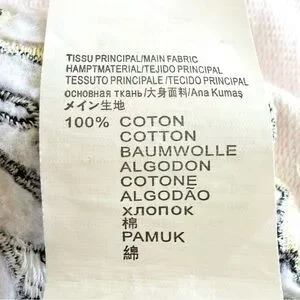 TISSU PRINCIPAL/MAIN FABRIC
HAMPTMATERIAL/TEJIDO PRINCIPAL
TESSUTO PRINCIPALE/TECIDO PRINCIPAL
ОСНОВНАЯ ТКАНЬ/大身面料/Ana Kumaş
メイン生地
100% COTON
COTTON
BAUMWOLLE
ALGODON
COTONE
ALGODÃO
ХЛОПОК
棉
PAMUK
綿